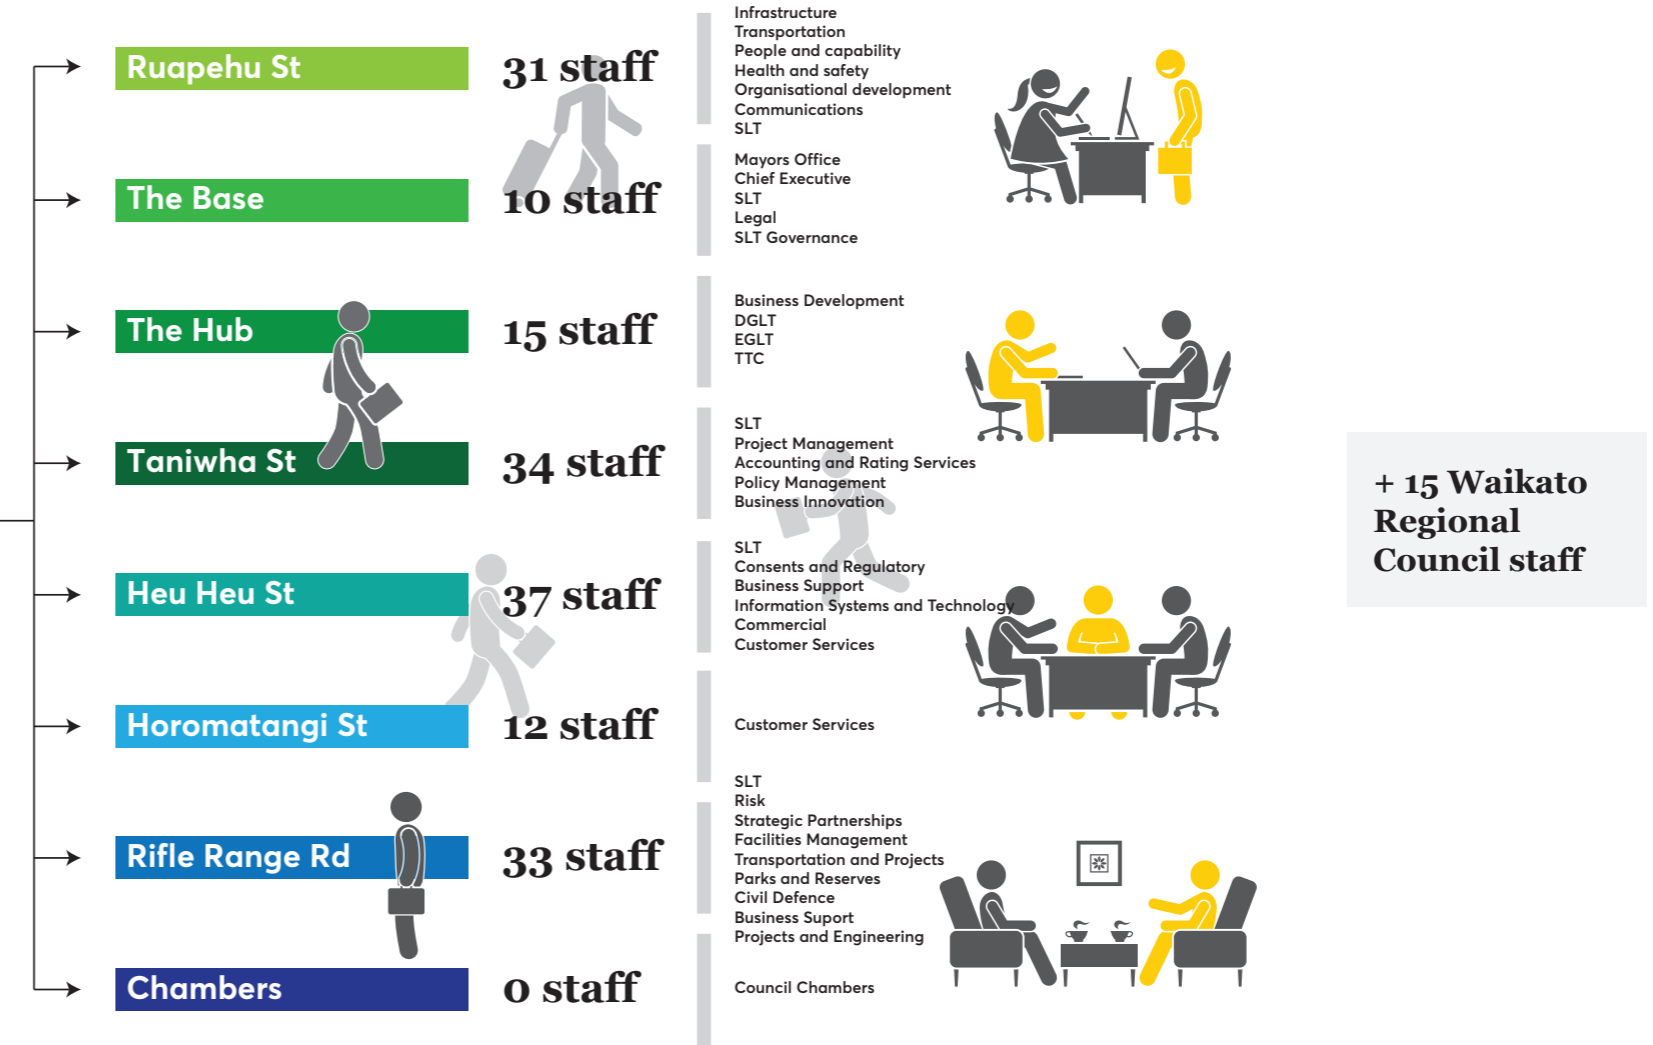 Ruapehu St
31 staff
Infrastructure
Transportation
People and capability
Health and safety
Organisational development
Communications
SLT
The Base
10 staff
Mayors Office
Chief Executive
SLT
Legal
SLT Governance
The Hub
15 staff
Business Development
DGLT
EGLT
TTC
Taniwha St
34 staff
SLT
Project Management
Accounting and Rating Services
Policy Management
Business Innovation
Heu Heu St
37 staff
SLT
Consents and Regulatory
Business Support
Information Systems and Technology
Commercial
Customer Services
Horomatangi St
12 staff
Customer Services
Rifle Range Rd
33 staff
SLT
Risk
Strategic Partnerships
Facilities Management
Transportation and Projects
Parks and Reserves
Civil Defence
Business Suport
Projects and Engineering
Chambers
0 staff
Council Chambers
+ 15 Waikato
Regional
Council staff